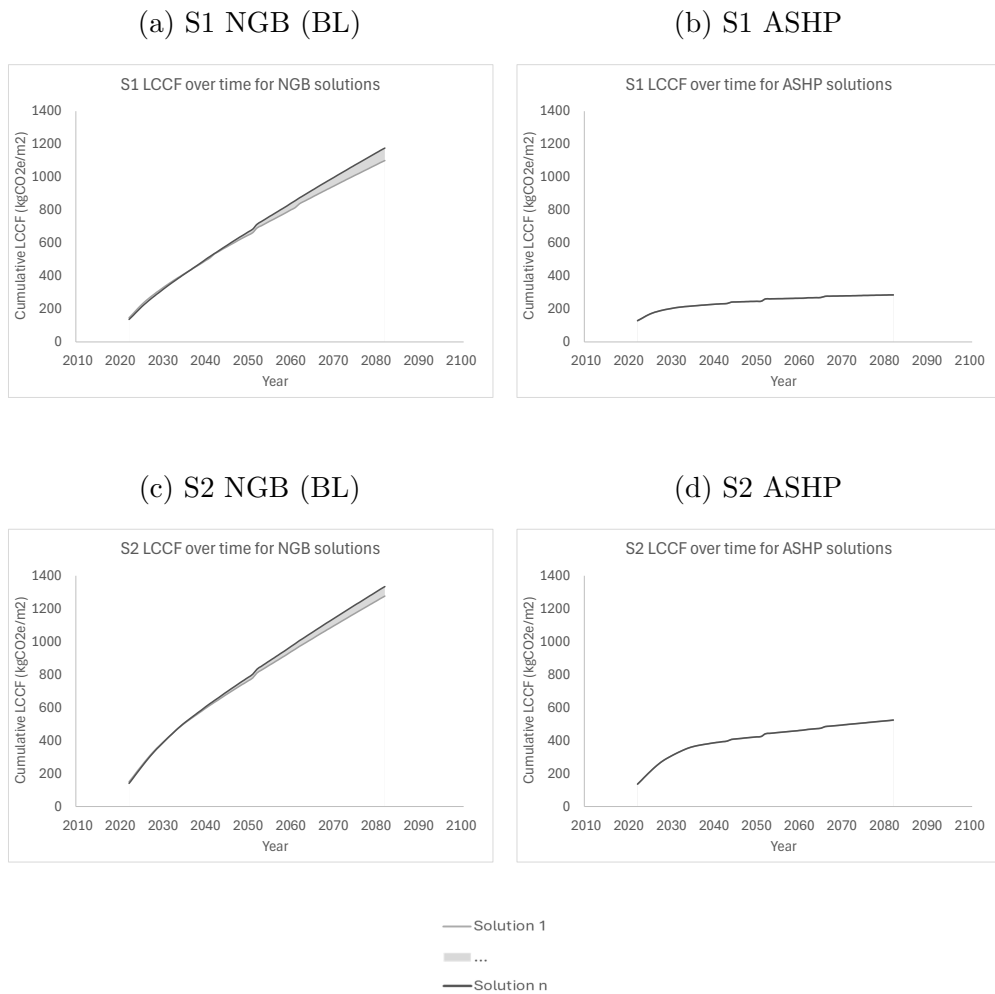 (a) S1 NGB (BL)
S1 LCCF over time for NGB solutions
Cumulative LCCF (kgCO2e/m2)
1400
1200
1000
800
600
400
200
0
2010 2020 2030 2040 2050 2060 2070 2080 2090 2100
Year
(b) S1 ASHP
S1 LCCF over time for ASHP solutions
Cumulative LCCF (kgCO2e/m2)
1400
1200
1000
800
600
400
200
0
2010 2020 2030 2040 2050 2060 2070 2080 2090 2100
Year
(c) S2 NGB (BL)
S2 LCCF over time for NGB solutions
Cumulative LCCF (kgCO2e/m2)
1400
1200
1000
800
600
400
200
0
2010 2020 2030 2040 2050 2060 2070 2080 2090 2100
Year
(d) S2 ASHP
S2 LCCF over time for ASHP solutions
Cumulative LCCF (kgCO2e/m2)
1400
1200
1000
800
600
400
200
0
2010 2020 2030 2040 2050 2060 2070 2080 2090 2100
Year
Solution 1
...
Solution n